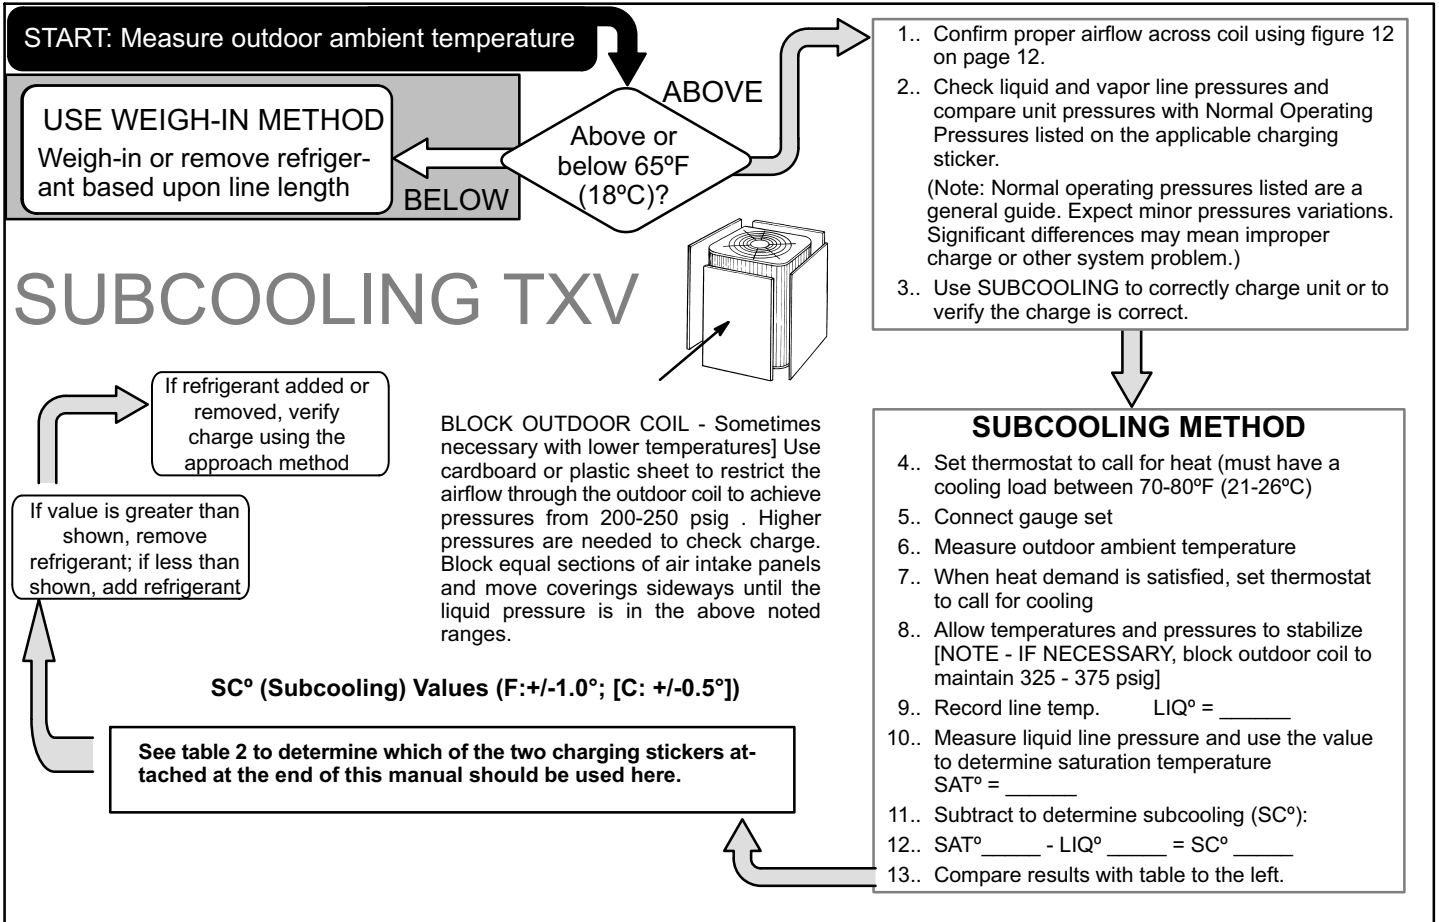 START: Measure outdoor ambient temperature
USE WEIGH-IN METHOD
Weigh-in or remove refriger-
ant based upon line length
BELOW
Above or
below 65ºF
(18ºC)?
ABOVE
1.. Confirm proper airflow across coil using figure 12
on page 12.
2.. Check liquid and vapor line pressures and
compare unit pressures with Normal Operating
Pressures listed on the applicable charging
sticker.
(Note: Normal operating pressures listed are a
general guide. Expect minor pressures variations.
Significant differences may mean improper
charge or other system problem.)
3.. Use SUBCOOLING to correctly charge unit or to
verify the charge is correct.
SUBCOOLING TXV
SUBCOOLING METHOD
4.. Set thermostat to call for heat (must have a
cooling load between 70-80ºF (21-26ºC)
5.. Connect gauge set
6.. Measure outdoor ambient temperature
7.. When heat demand is satisfied, set thermostat
to call for cooling
8.. Allow temperatures and pressures to stabilize
[NOTE - IF NECESSARY, block outdoor coil to
maintain 325 - 375 psig]
9.. Record line temp. LIQº = ______
10.. Measure liquid line pressure and use the value
to determine saturation temperature
SATº = ______
11.. Subtract to determine subcooling (SCº):
12.. SATº_____ - LIQº _____ = SCº _____
13.. Compare results with table to the left.
BLOCK OUTDOOR COIL - Sometimes
necessary with lower temperatures] Use
cardboard or plastic sheet to restrict the
airflow through the outdoor coil to achieve
pressures from 200-250 psig . Higher
pressures are needed to check charge.
Block equal sections of air intake panels
and move coverings sideways until the
liquid pressure is in the above noted
ranges.
SCº (Subcooling) Values (F:+/-1.0°; [C: +/-0.5°])
See table 2 to determine which of the two charging stickers at-
tached at the end of this manual should be used here.
If value is greater than
shown, remove
refrigerant; if less than
shown, add refrigerant
If refrigerant added or
removed, verify
charge using the
approach method